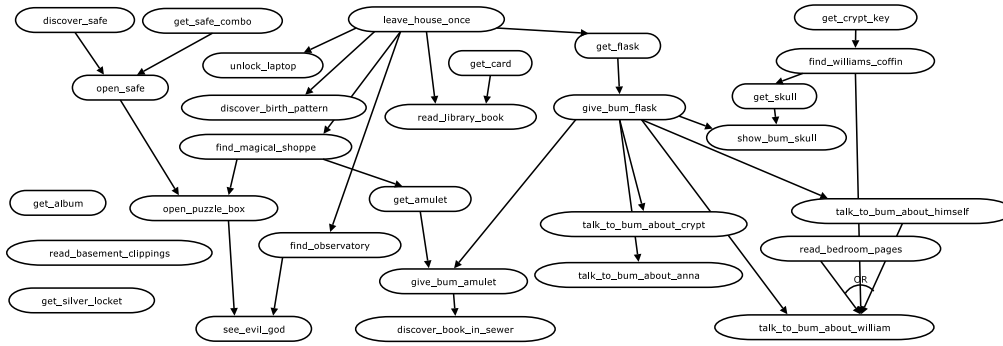 discover_safe
get_safe_combo
leave_house_once
get_crypt_key
get_flask
unlock_laptop
get_card
find_williams_coffin
open_safe
get_skull
discover_birth_pattern
read_library_book
give_bum_flask
show_bum_skull
find_magical_shoppe
get_album
open_puzzle_box
get_amulet
talk_to_bum_about_himself
talk_to_bum_about_crypt
read_basement_clippings
find_observatory
read_bedroom_pages
talk_to_bum_about_anna
give_bum_amulet
OR
get_silver_locket
see_evil_god
discover_book_in_sewer
talk_to_bum_about_william